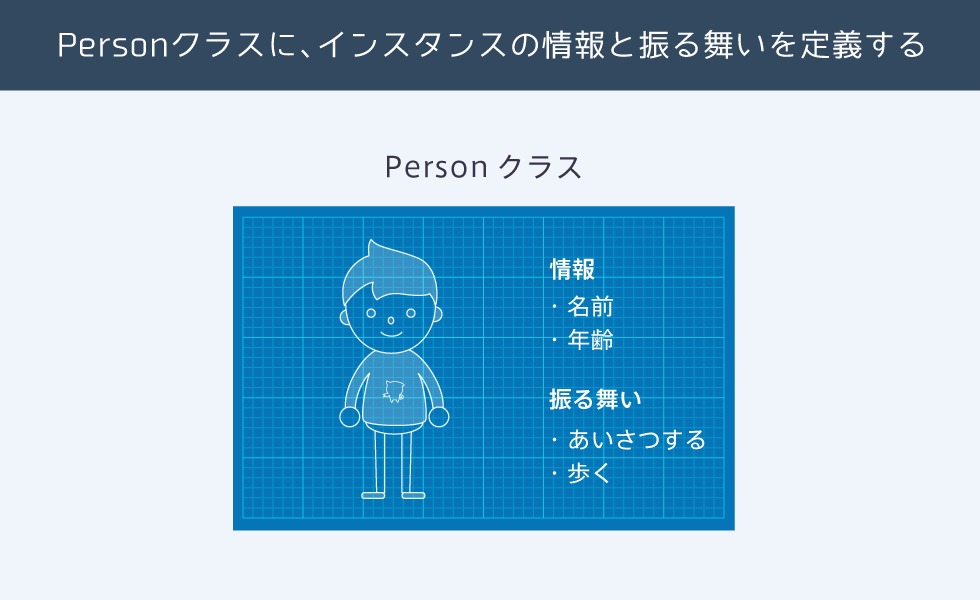 Personクラスに、インスタンスの情報と振る舞いを定義する
Person クラス
情報
・名前
・年齢
振る舞い
・あいさつする
・歩く